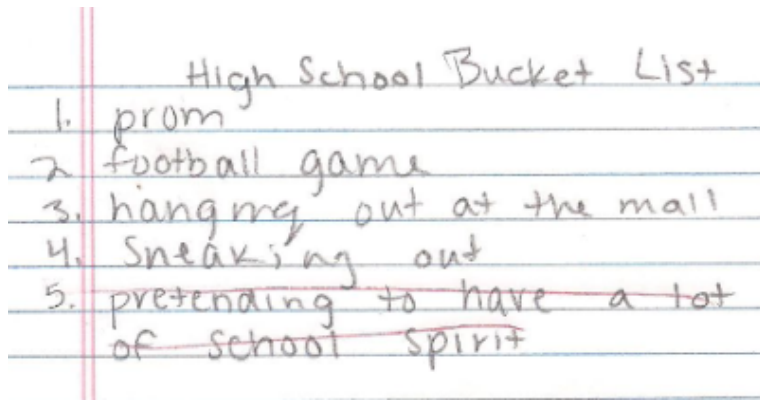 High School Bucket List
1. prom
2 football game
3. hanging out at the mall
4. Sneaking out
5. pretending to have a lot
of school spirit